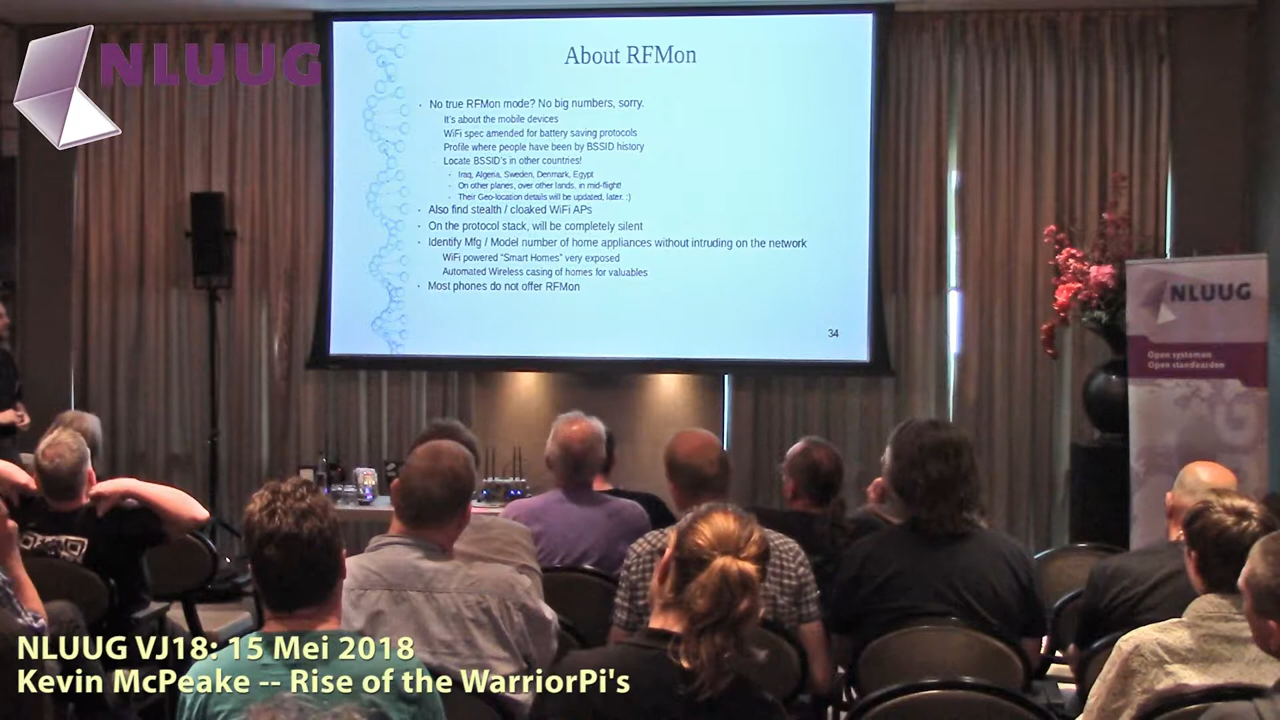 NLUUG
About RFMon
No true RFMon mode? No big numbers, sorry.
It's about the mobile devices
WiFi spec amended for battery saving protocols
Profile where people have been by BSSID history
Locate BSSID's in other countries!
Iraq, Algeria, Sweden, Denmark, Egypt
On other planes, over other lands, in mid-flight!
Their Geo-location details will be updated, later. :)
Also find stealth / cloaked WiFi APs
On the protocol stack, will be completely silent
Identify Mfg / Model number of home appliances without intruding on the network
WiFi powered "Smart Homes" very exposed
Automated Wireless casing of homes for valuables
Most phones do not offer RFMon
34
NLUUG
Open systemen
Open standaarden
NLUUG VJ18: 15 Mei 2018
Kevin McPeake -- Rise of the WarriorPi's